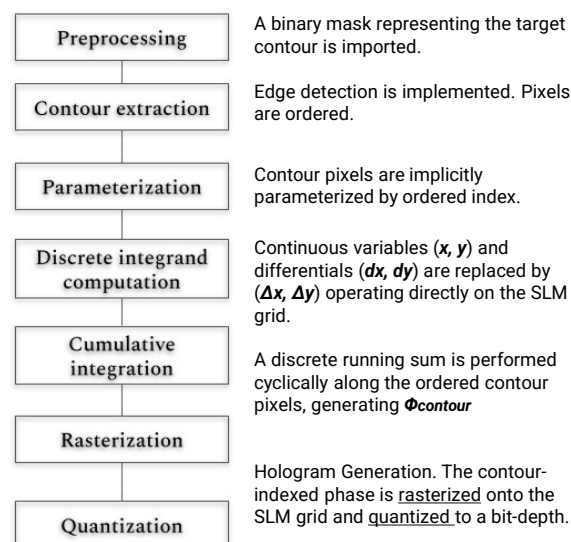 Preprocessing
A binary mask representing the target
contour is imported.
Contour extraction
Edge detection is implemented. Pixels
are ordered.
Parameterization
Contour pixels are implicitly
parameterized by ordered index.
Discrete integrand
computation
Continuous variables (x, y) and
differentials (dx, dy) are replaced by
(Δx, Δy) operating directly on the SLM
grid.
Cumulative
integration
A discrete running sum is performed
cyclically along the ordered contour
pixels, generating Φcontour
Rasterization
Hologram Generation. The contour-
indexed phase is rasterized onto the
SLM grid and quantized to a bit-depth.
Quantization